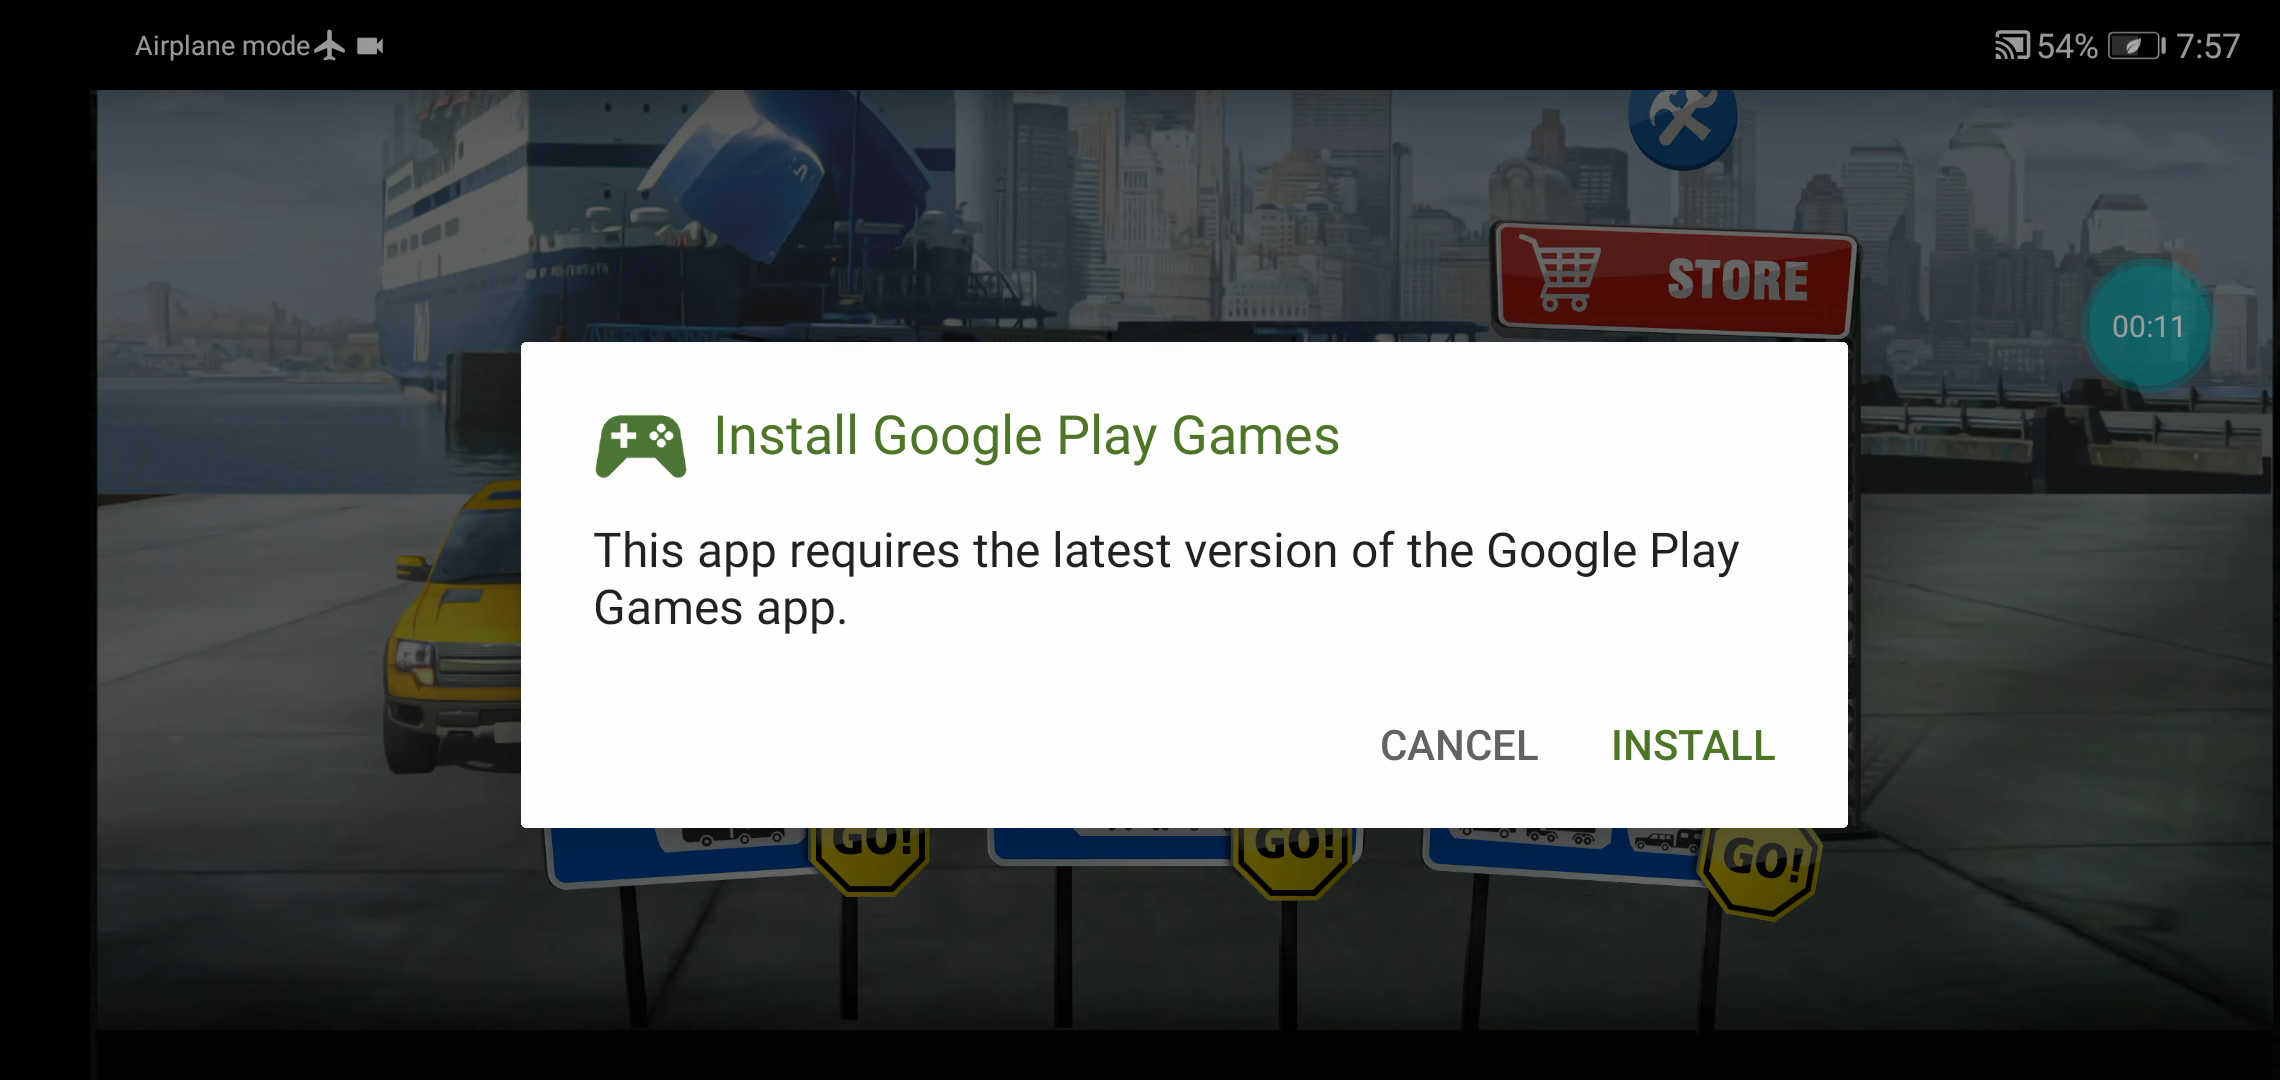 Airplane mode
54% 7:57
STORE
00:11
Install Google Play Games
This app requires the latest version of the Google Play
Games app.
CANCEL INSTALL
GO! GO! GO!